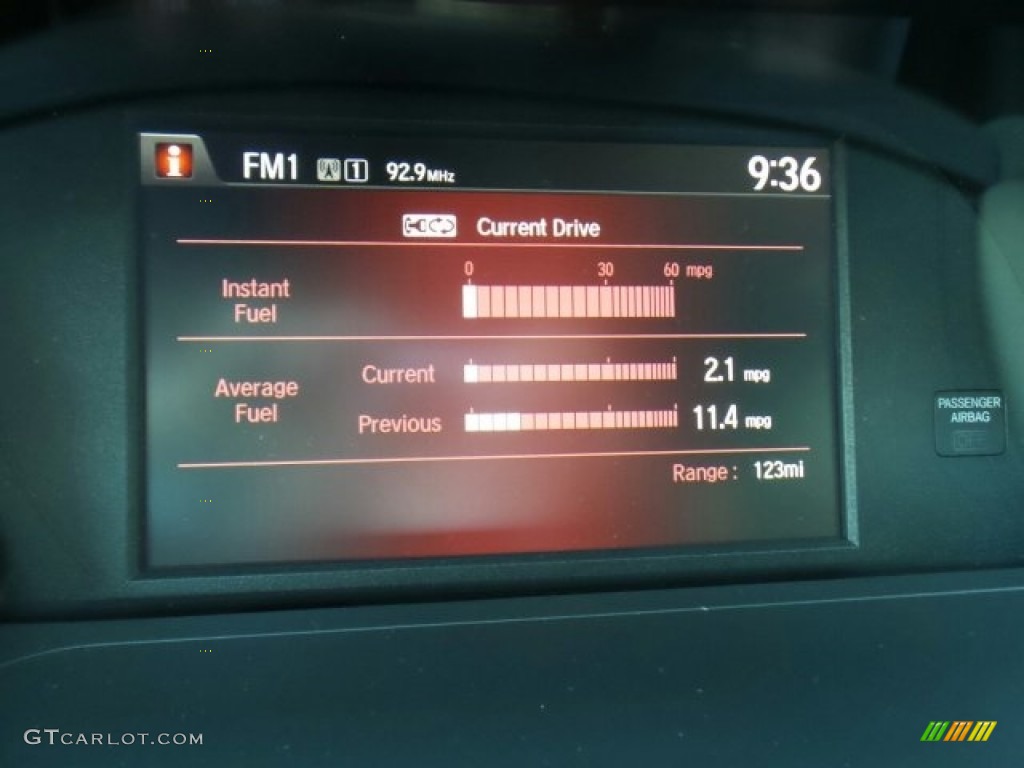 i FM1 1 92.9MHz 9:36
Current Drive
0 30 60 mpg
Instant
Fuel
Average
Fuel
Current 2.1 mpg
Previous 11.4 mpg
Range: 123mi
PASSENGER
AIRBAG
GTCARLOT.COM